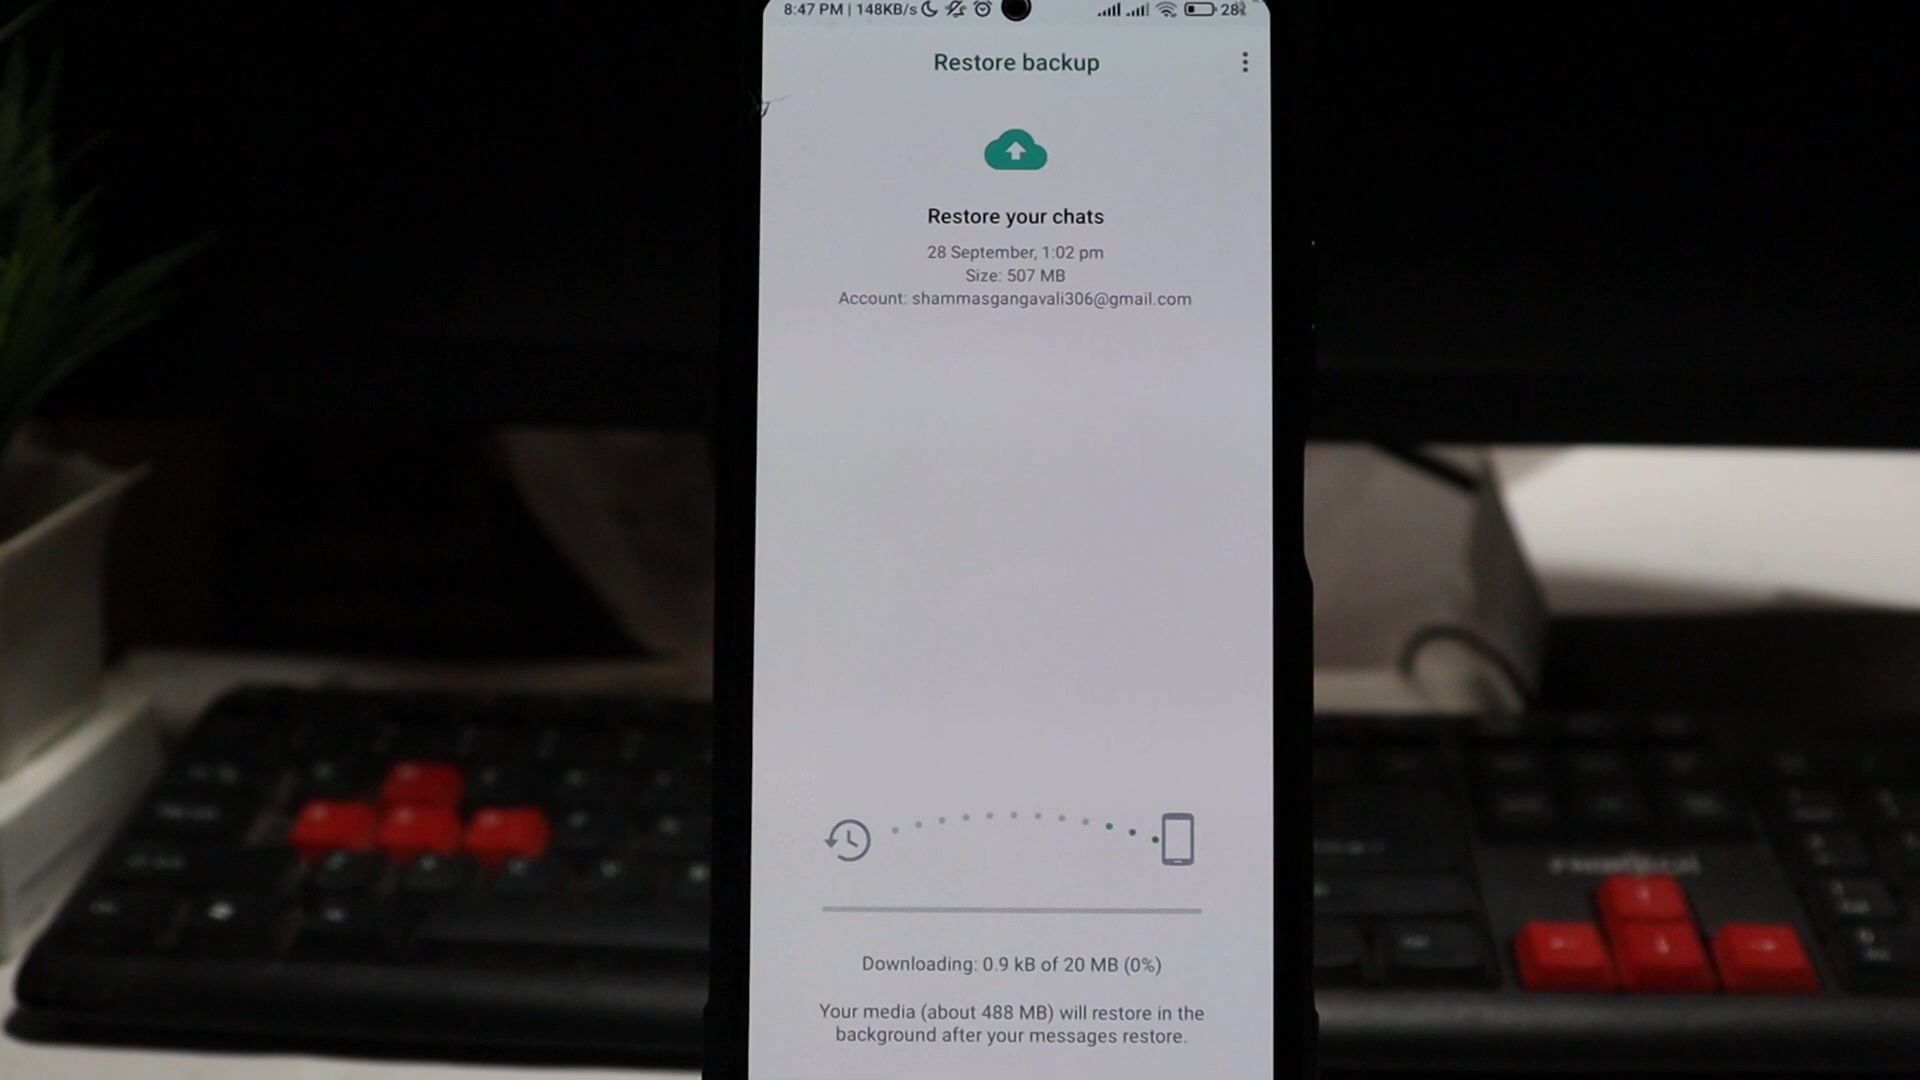 8:47 PM | 148KB/s 28%
Restore backup
Restore your chats
28 September, 1:02 pm
Size: 507 MB
Account: shammasgangavali306@gmail.com
Downloading: 0.9 kB of 20 MB (0%)
Your media (about 488 MB) will restore in the
background after your messages restore.